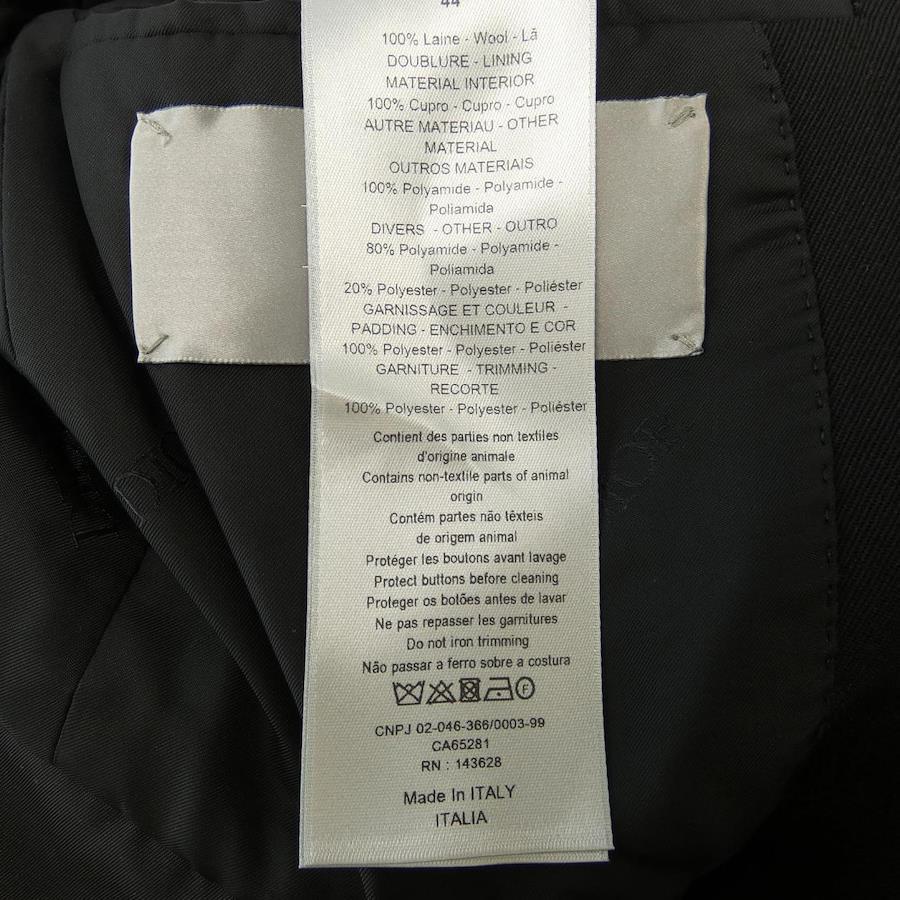 44
100% Laine - Wool - Lã
DOUBLURE - LINING
MATERIAL INTERIOR
100% Cupro - Cupro - Cupro
AUTRE MATERIAU - OTHER
MATERIAL
OUTROS MATERIAIS
100% Polyamide - Polyamide -
Poliamida
DIVERS - OTHER - OUTRO
80% Polyamide - Polyamide -
Poliamida
20% Polyester - Polyester - Poliéster
GARNISSAGE ET COULEUR -
PADDING - ENCHIMENTO E COR
100% Polyester - Polyester - Poliéster
GARNITURE - TRIMMING -
RECORTE
100% Polyester - Polyester - Poliéster
Contient des parties non textiles
d'origine animale
Contains non-textile parts of animal
origin
Contém partes não têxteis
de origem animal
Protéger les boutons avant lavage
Protect buttons before cleaning
Proteger os botões antes de lavar
Ne pas repasser les garnitures
Do not iron trimming
Não passar a ferro sobre a costura
F
CNPJ 02-046-366/0003-99
CA65281
RN : 143628
Made In ITALY
ITALIA